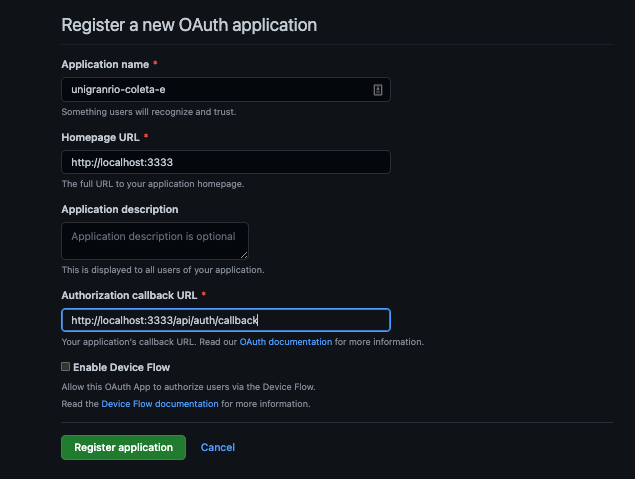 Register a new OAuth application
Application name *
unigranrio-coleta-e
Something users will recognize and trust.
Homepage URL *
http://localhost:3333
The full URL to your application homepage.
Application description
Application description is optional
This is displayed to all users of your application.
Authorization callback URL *
http://localhost:3333/api/auth/callback
Your application's callback URL. Read our OAuth documentation for more information.
Enable Device Flow
Allow this OAuth App to authorize users via the Device Flow.
Read the Device Flow documentation for more information.
Register application Cancel